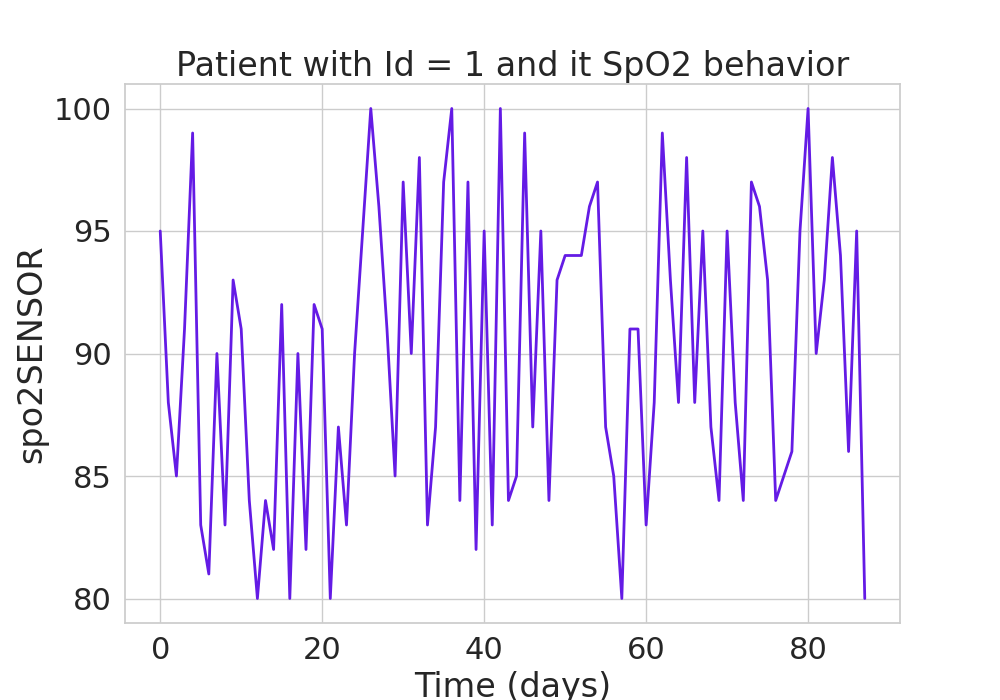 Patient with Id = 1 and it SpO2 behavior
100
95
90
85
80
spo2SENSOR
0 20 40 60 80
Time (days)